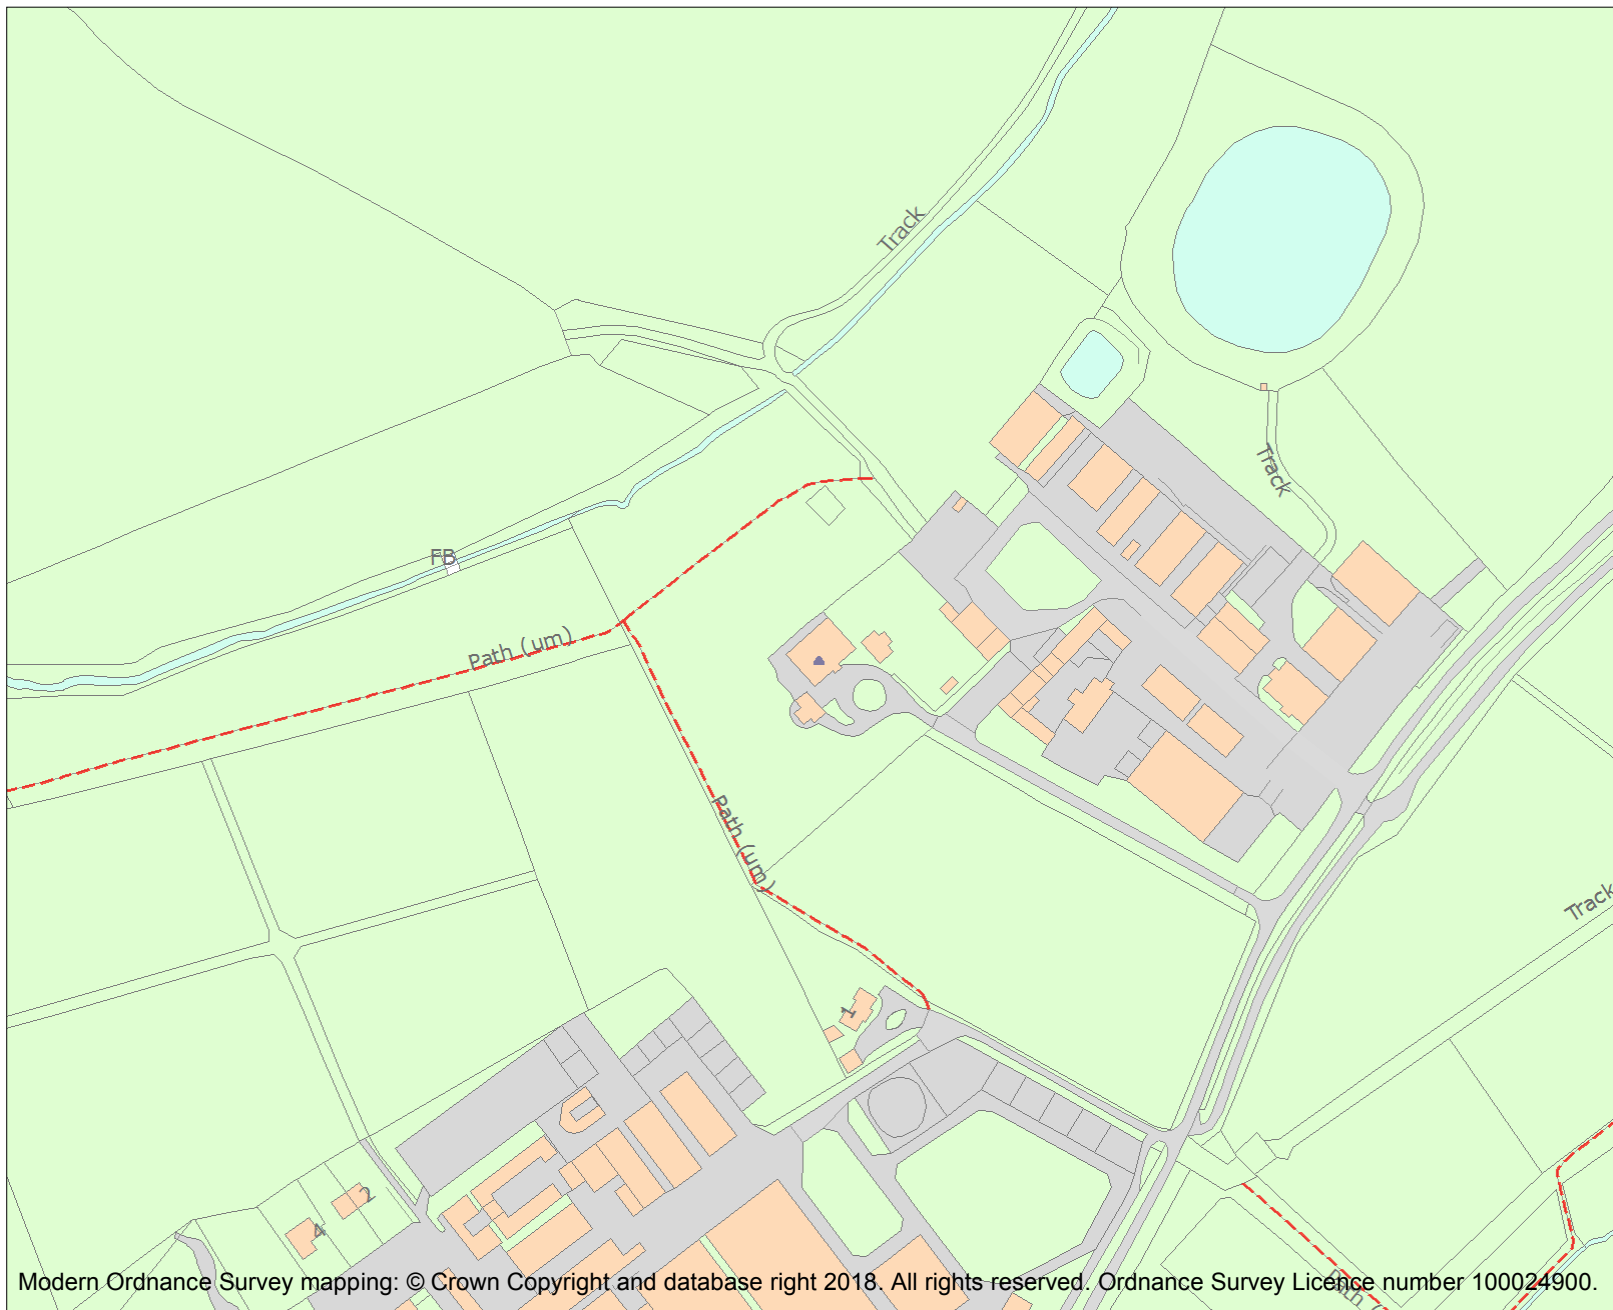 Track
Track
FB
Path (um)
Path (um)
Track
1
2
4
Path (
Modern Ordnance Survey mapping: © Crown Copyright and database right 2018. All rights reserved. Ordnance Survey Licence number 100024900.